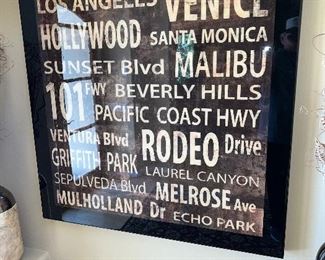 LOS ANGELES VENICE
HOLLYWOOD SANTA MONICA
SUNSET Blvd MALIBU
101 FWY BEVERLY HILLS
PACIFIC COAST HWY
VENTURA Blvd RODEO Drive
GRIFFITH PARK LAUREL CANYON
SEPULVEDA Blvd MELROSE Ave
MULHOLLAND Dr ECHO PARK